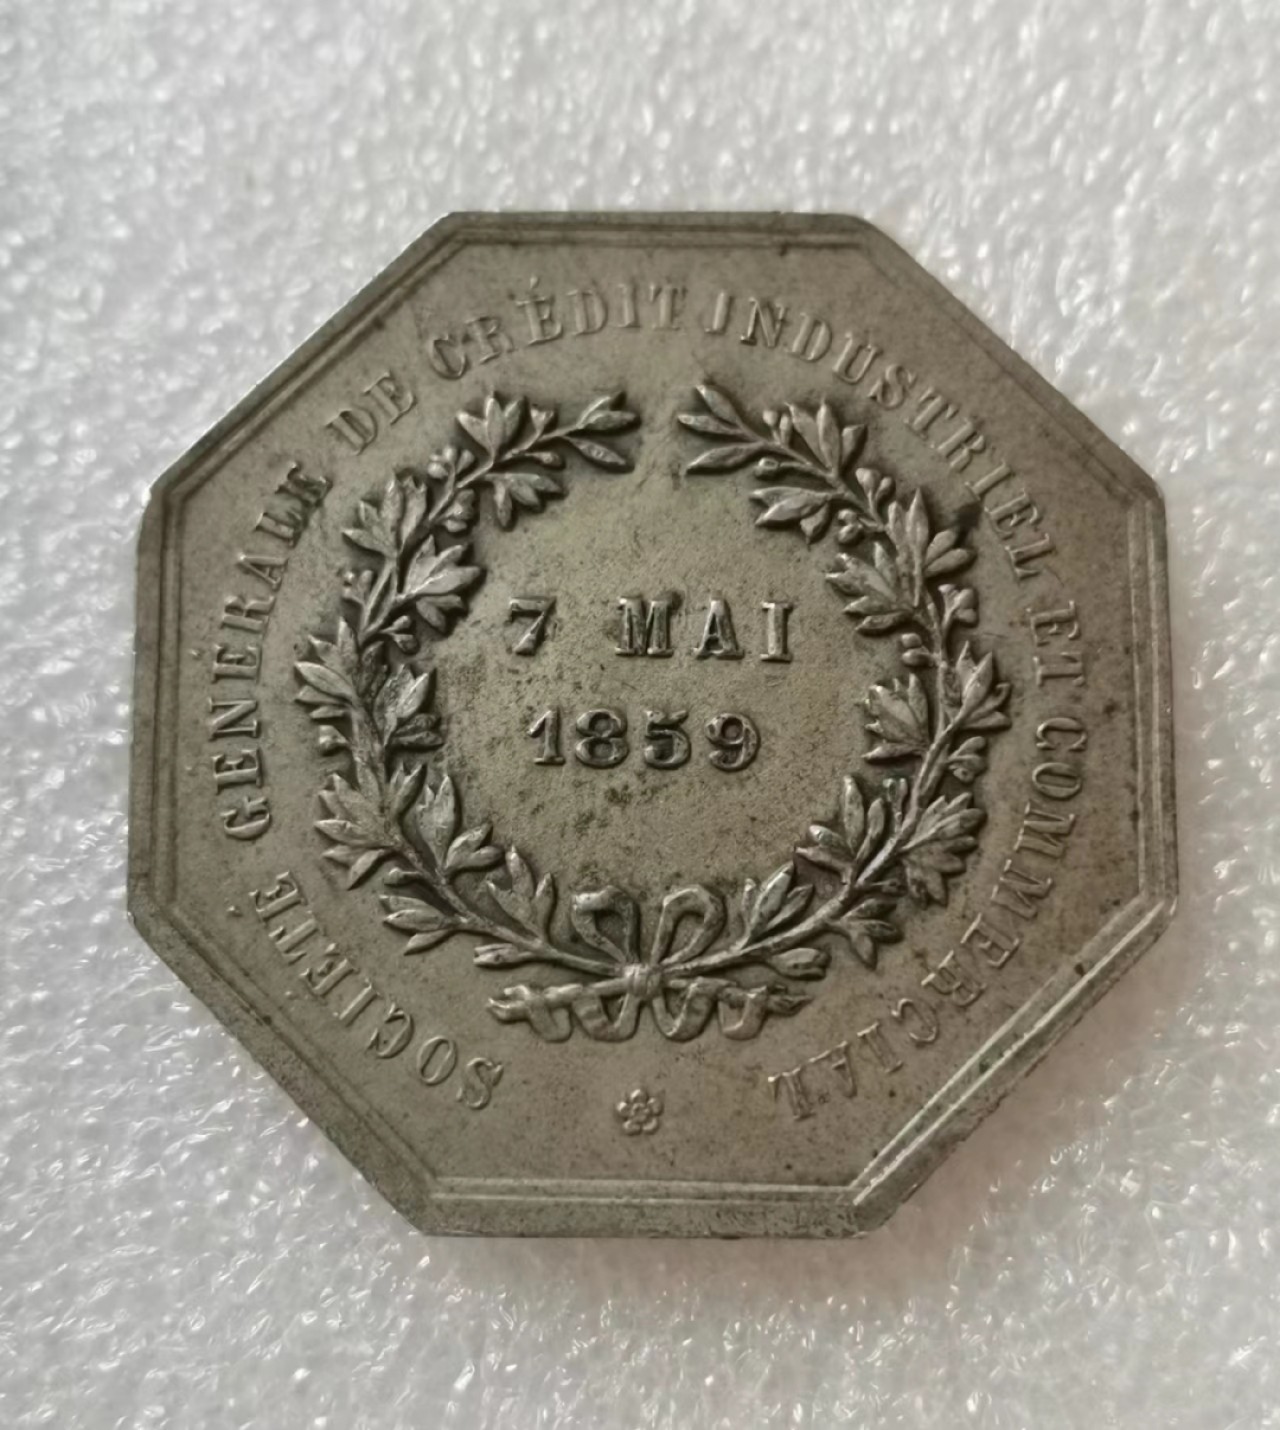 SOCIÉTÉ GÉNÉRALE DE CRÉDIT INDUSTRIEL ET COMMERCIAL
7 MAI
1859